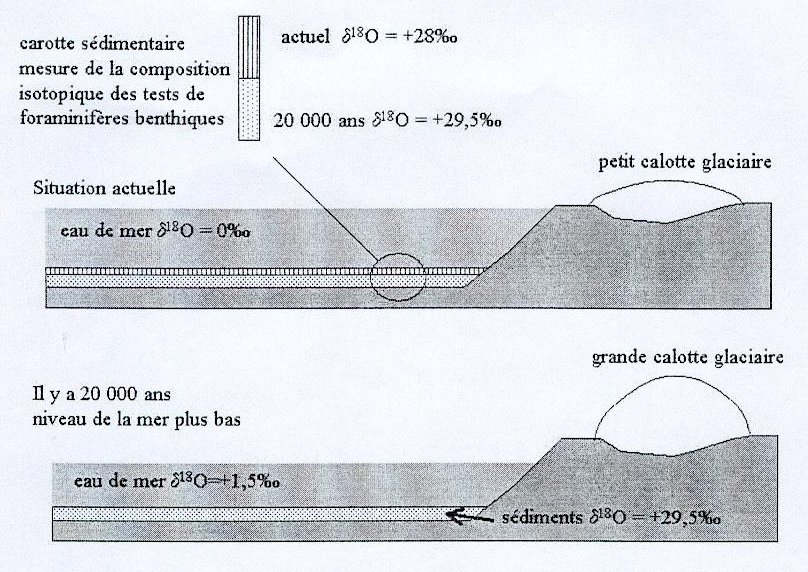 carotte sédimentaire
mesure de la composition
isotopique des tests de
foraminifères benthiques
actuel δ¹⁸O = +28‰
20 000 ans δ¹⁸O = +29,5‰
petit calotte glaciaire
Situation actuelle
eau de mer δ¹⁸O = 0‰
grande calotte glaciaire
Il y a 20 000 ans
niveau de la mer plus bas
eau de mer δ¹⁸O=+1,5‰
sédiments δ¹⁸O = +29,5‰